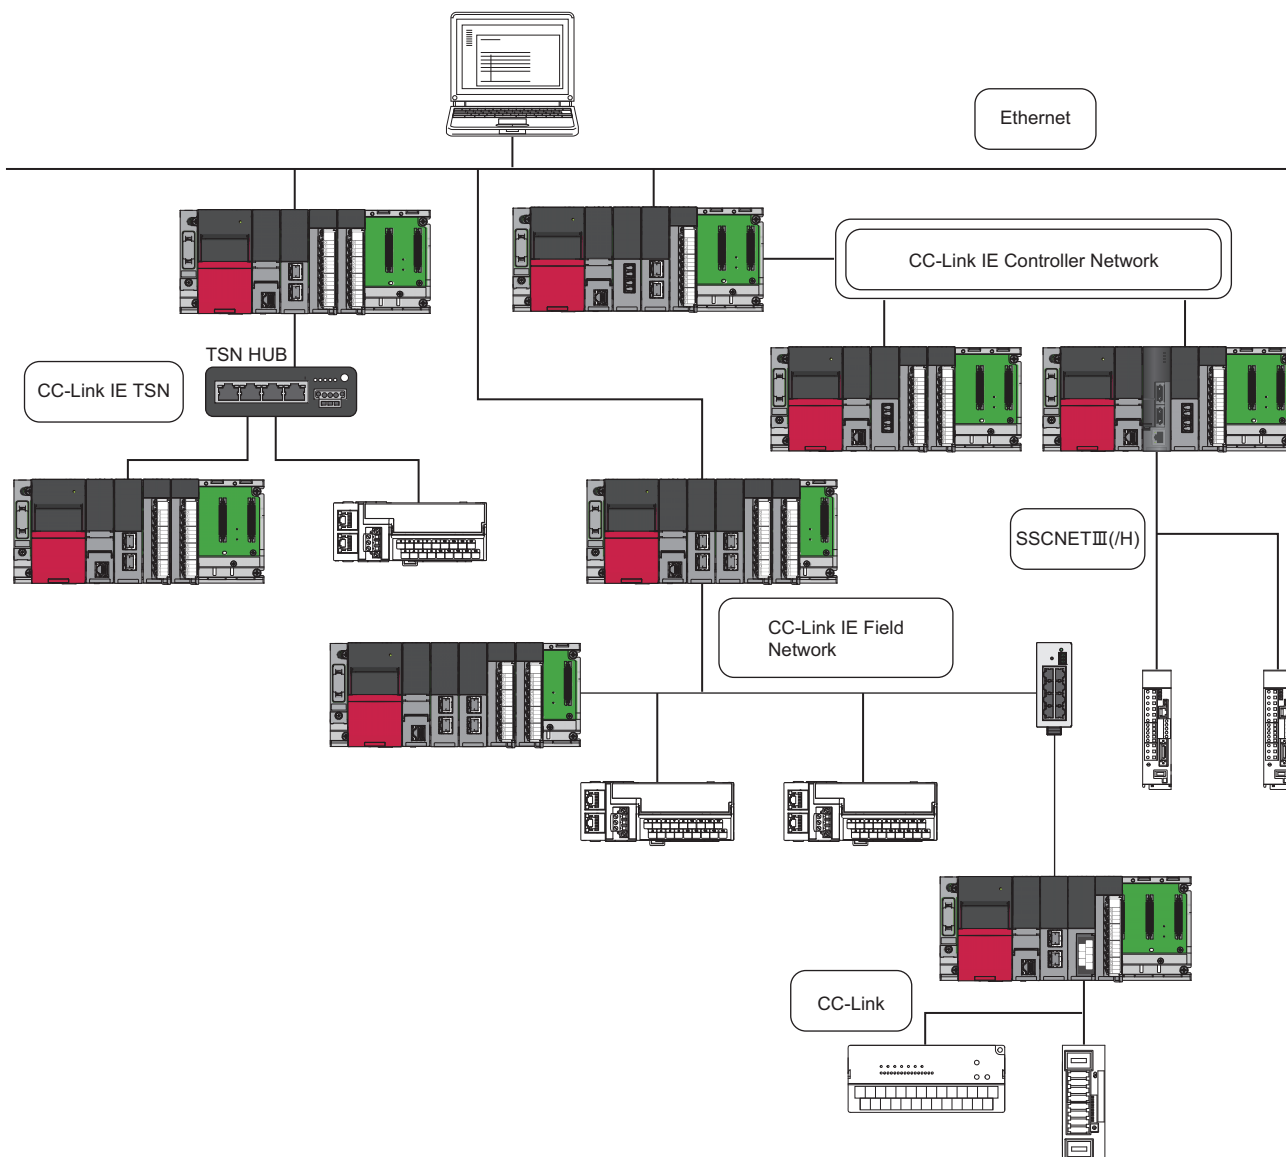 Ethernet
CC-Link IE Controller Network
TSN HUB
CC-Link IE TSN
SSCNETⅢ(/H)
CC-Link IE Field
Network
CC-Link